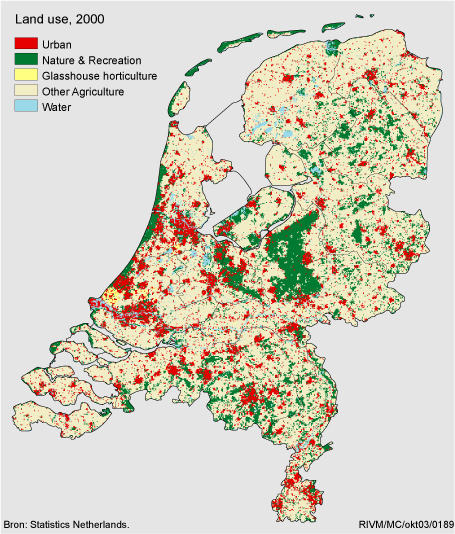 Land use, 2000
Urban
Nature & Recreation
Glasshouse horticulture
Other Agriculture
Water
Bron: Statistics Netherlands.
RIVM/MC/okt03/0189